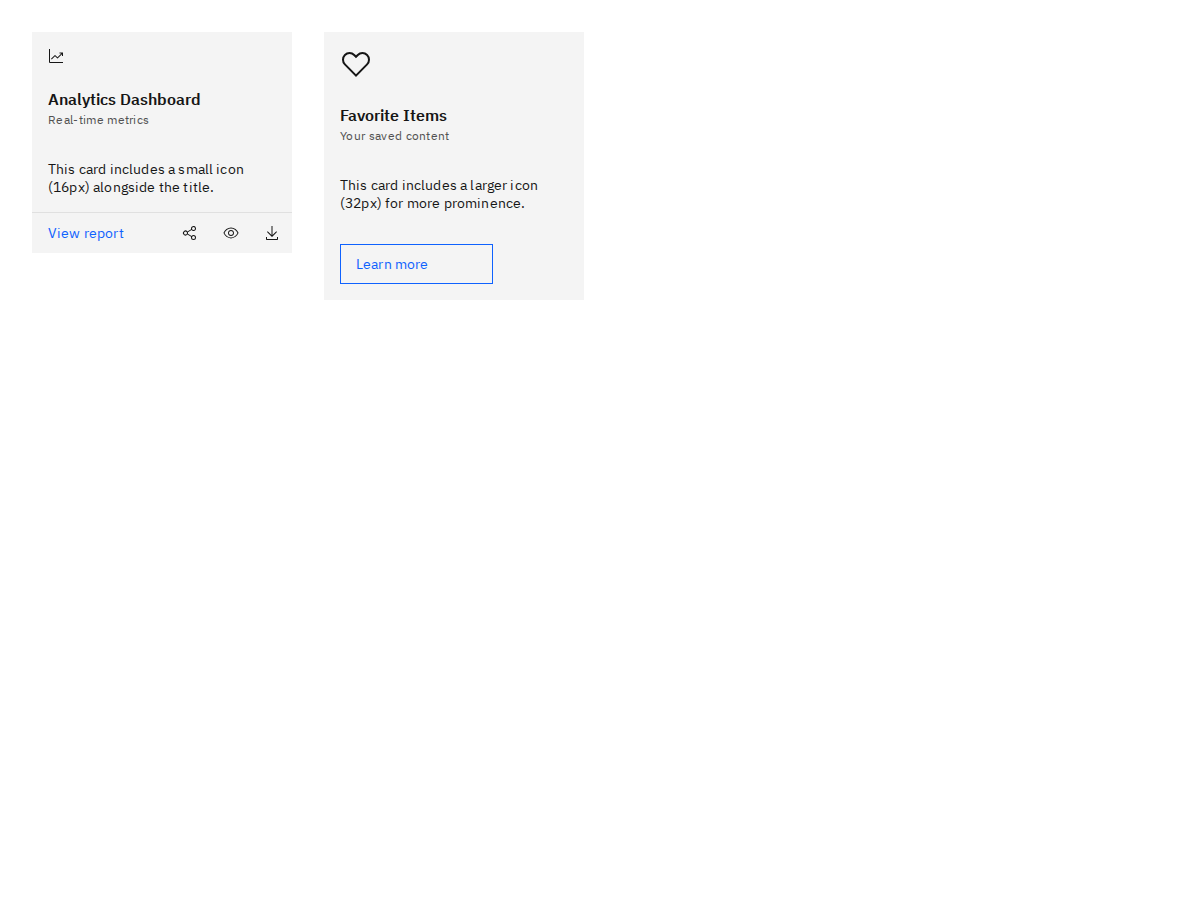 Analytics Dashboard
Real-time metrics
This card includes a small icon
(16px) alongside the title.
View report
Favorite Items
Your saved content
This card includes a larger icon
(32px) for more prominence.
Learn more